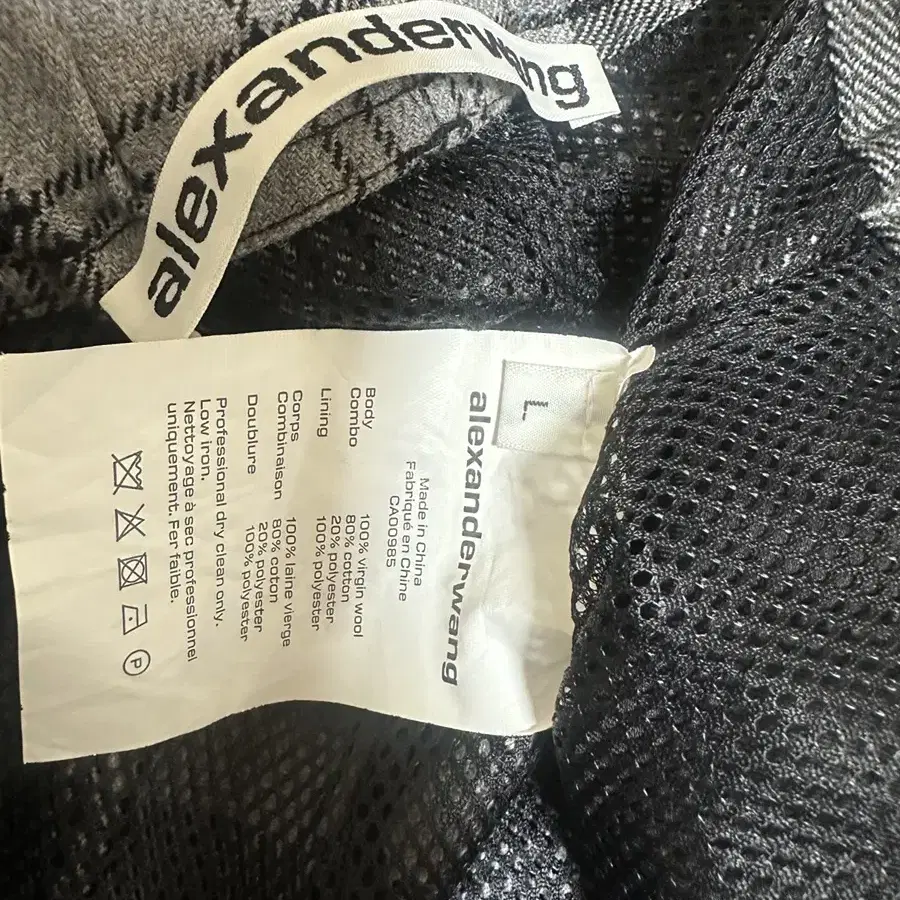 alexanderwang
L
alexanderwang
Made in China
Fabriqué en Chine
CA00985
Body 100% virgin wool
Combo 80% cotton
20% polyester
Lining 100% polyester
Corps 100% laine vierge
Combinaison 80% coton
20% polyester
Doublure 100% polyester
Professional dry clean only.
Low iron.
Nettoyage à sec professionnel
uniquement. Fer faible.
P